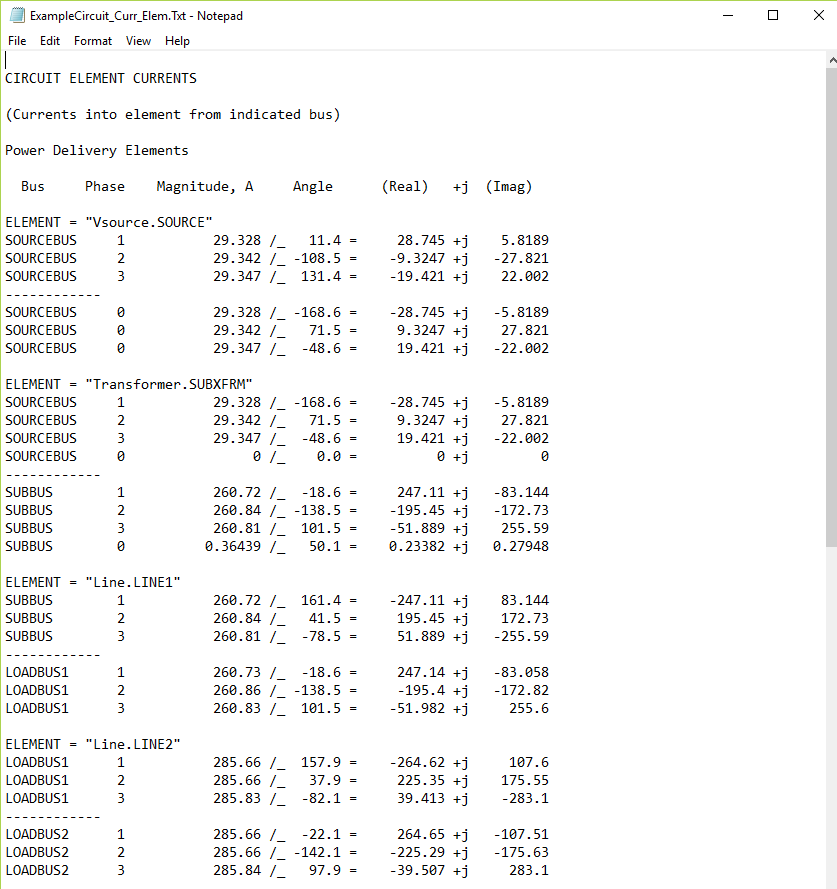 ExampleCircuit_Curr_Elem.Txt - Notepad
File Edit Format View Help
CIRCUIT ELEMENT CURRENTS
(Currents into element from indicated bus)
Power Delivery Elements
Bus Phase Magnitude, A Angle (Real) +j (Imag)
ELEMENT = "Vsource.SOURCE"
SOURCEBUS 1 29.328 /_ 11.4 = 28.745 +j 5.8189
SOURCEBUS 2 29.342 /_ -108.5 = -9.3247 +j -27.821
SOURCEBUS 3 29.347 /_ 131.4 = -19.421 +j 22.002
------------
SOURCEBUS 0 29.328 /_ -168.6 = -28.745 +j -5.8189
SOURCEBUS 0 29.342 /_ 71.5 = 9.3247 +j 27.821
SOURCEBUS 0 29.347 /_ -48.6 = 19.421 +j -22.002
ELEMENT = "Transformer.SUBXFRM"
SOURCEBUS 1 29.328 /_ -168.6 = -28.745 +j -5.8189
SOURCEBUS 2 29.342 /_ 71.5 = 9.3247 +j 27.821
SOURCEBUS 3 29.347 /_ -48.6 = 19.421 +j -22.002
SOURCEBUS 0 0 /_ 0.0 = 0 +j 0
------------
SUBBUS 1 260.72 /_ -18.6 = 247.11 +j -83.144
SUBBUS 2 260.84 /_ -138.5 = -195.45 +j -172.73
SUBBUS 3 260.81 /_ 101.5 = -51.889 +j 255.59
SUBBUS 0 0.36439 /_ 50.1 = 0.23382 +j 0.27948
ELEMENT = "Line.LINE1"
SUBBUS 1 260.72 /_ 161.4 = -247.11 +j 83.144
SUBBUS 2 260.84 /_ 41.5 = 195.45 +j 172.73
SUBBUS 3 260.81 /_ -78.5 = 51.889 +j -255.59
------------
LOADBUS1 1 260.73 /_ -18.6 = 247.14 +j -83.058
LOADBUS1 2 260.86 /_ -138.5 = -195.4 +j -172.82
LOADBUS1 3 260.83 /_ 101.5 = -51.982 +j 255.6
ELEMENT = "Line.LINE2"
LOADBUS1 1 285.66 /_ 157.9 = -264.62 +j 107.6
LOADBUS1 2 285.66 /_ 37.9 = 225.35 +j 175.55
LOADBUS1 3 285.83 /_ -82.1 = 39.413 +j -283.1
------------
LOADBUS2 1 285.66 /_ -22.1 = 264.65 +j -107.51
LOADBUS2 2 285.66 /_ -142.1 = -225.29 +j -175.63
LOADBUS2 3 285.84 /_ 97.9 = -39.507 +j 283.1